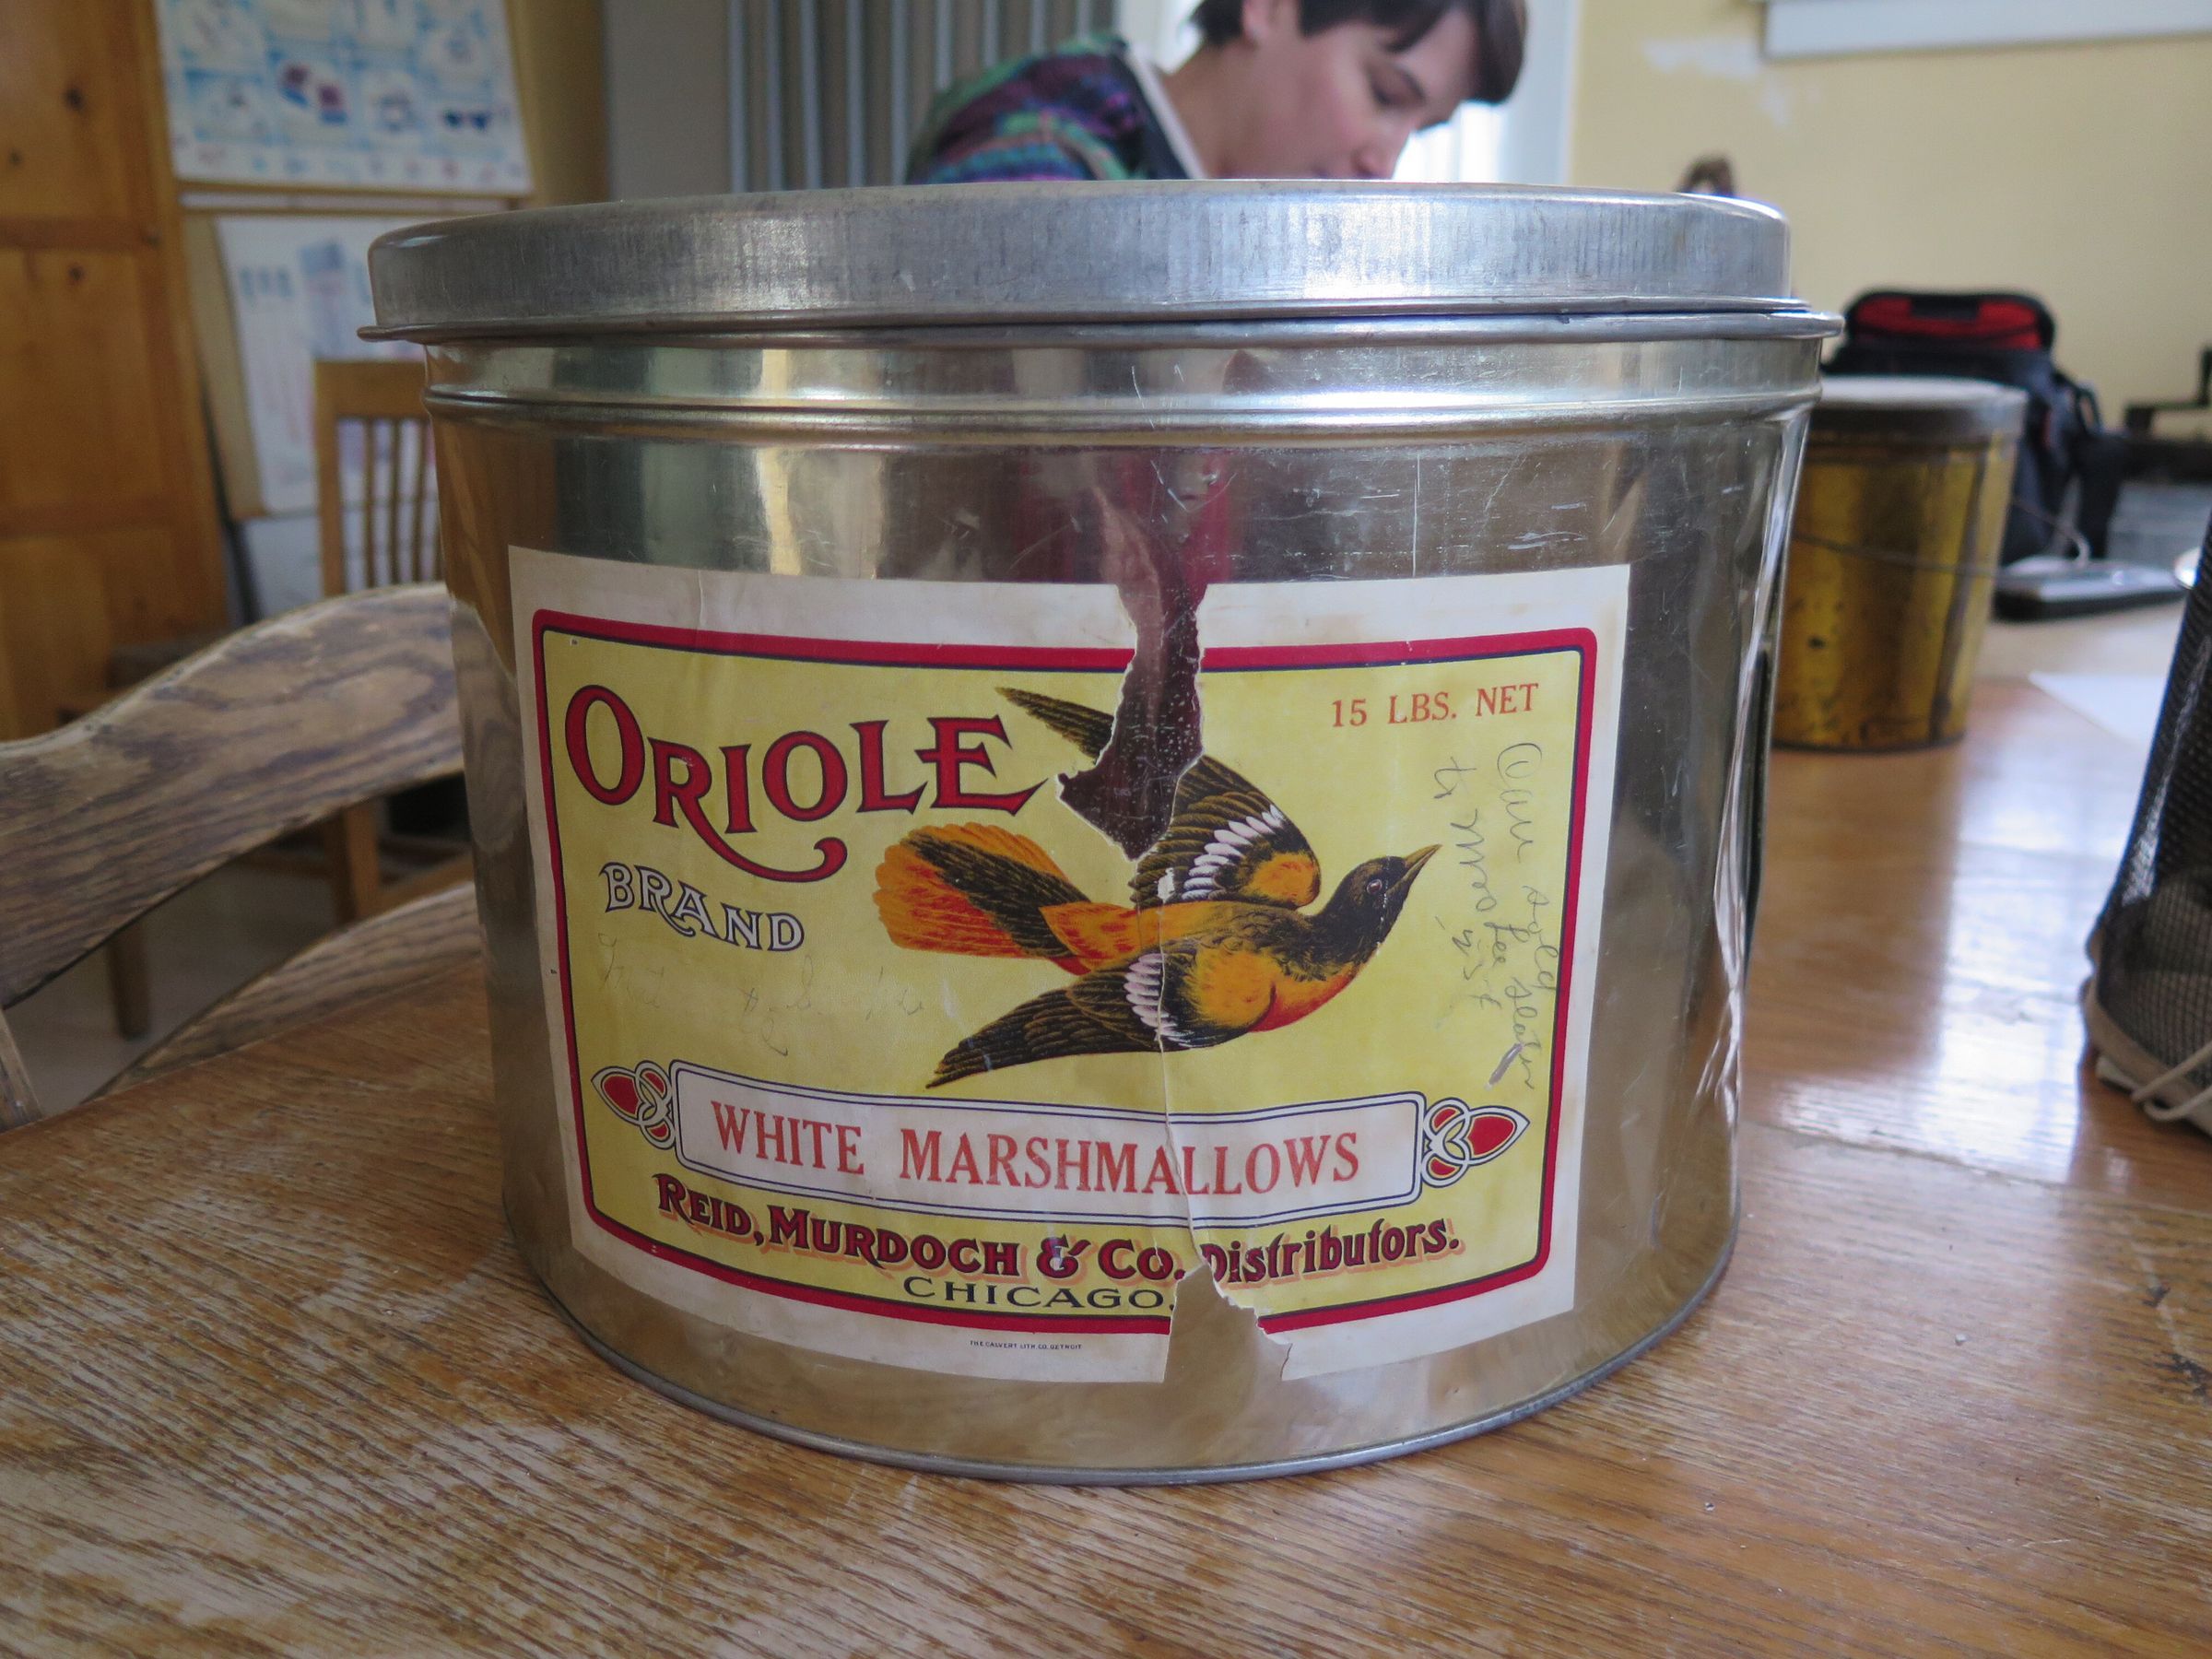 ORIOLE
15 LBS. NET
BRAND
WHITE MARSHMALLOWS
REID, MURDOCH & CO. Distributors.
CHICAGO.
THE CALVERT LITH. CO. DETROIT